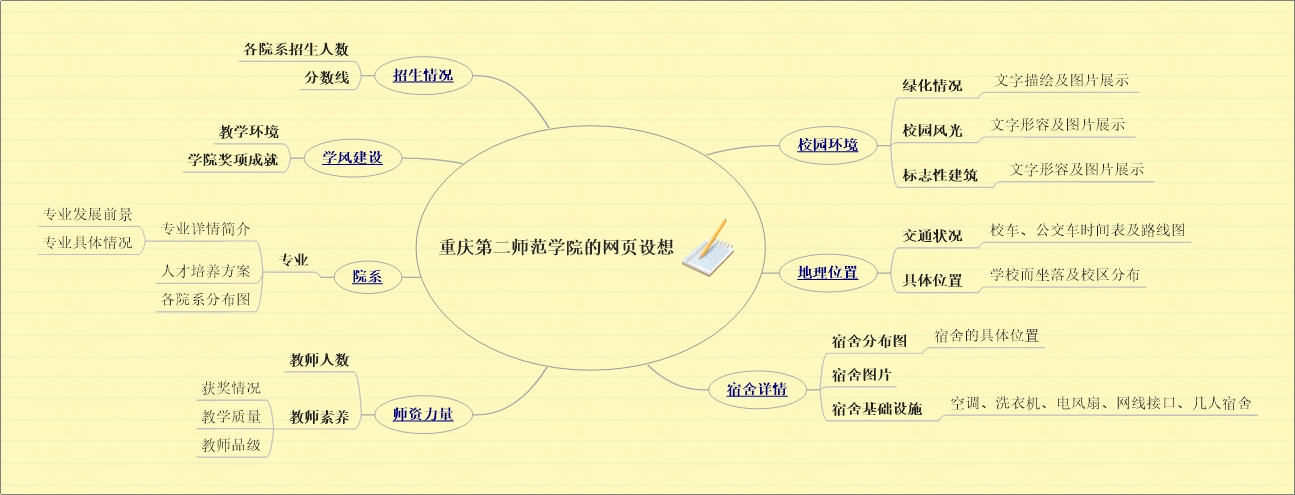 重庆第二师范学院的网页设想
招生情况
各院系招生人数
分数线
学风建设
教学环境
学院奖项成就
院系
专业
专业详情简介
专业发展前景
专业具体情况
人才培养方案
各院系分布图
师资力量
教师人数
教师素养
获奖情况
教学质量
教师品级
校园环境
绿化情况
文字描绘及图片展示
校园风光
文字形容及图片展示
标志性建筑
文字形容及图片展示
地理位置
交通状况
校车、公交车时间表及路线图
具体位置
学校而坐落及校区分布
宿舍详情
宿舍分布图
宿舍的具体位置
宿舍图片
宿舍基础设施
空调、洗衣机、电风扇、网线接口、几人宿舍